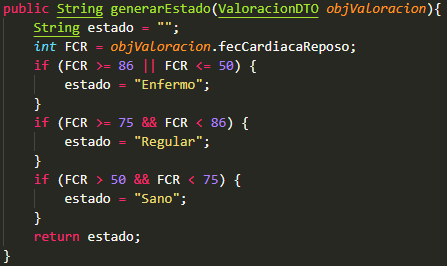 public String generarEstado(ValoracionDTO objValoracion){
String estado = "";
int FCR = objValoracion.fecCardiacaReposo;
if (FCR >= 86 || FCR <= 50) {
estado = "Enfermo";
}
if (FCR >= 75 && FCR < 86) {
estado = "Regular";
}
if (FCR > 50 && FCR < 75) {
estado = "Sano";
}
return estado;
}